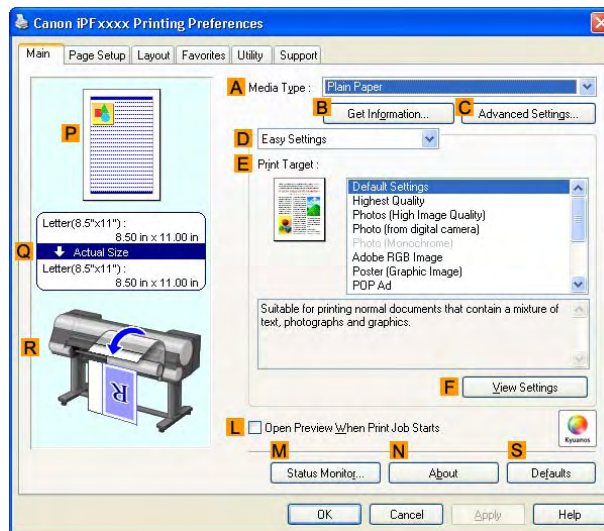 Canon iPFxxxx Printing Preferences
Main Page Setup Layout Favorites Utility Support
A Media Type : Plain Paper
B Get Information... C Advanced Settings...
D Easy Settings
E Print Target :
Default Settings
Highest Quality
Photos (High Image Quality)
Photo (from digital camera)
Photo (Monochrome)
Adobe RGB Image
Poster (Graphic Image)
POP Ad
Suitable for printing normal documents that contain a mixture of
text, photographs and graphics.
F View Settings
P
Q
Letter(8.5"x11") :
8.50 in x 11.00 in
Actual Size
Letter(8.5"x11") :
8.50 in x 11.00 in
R
R
L Open Preview When Print Job Starts
Kyuanos
M Status Monitor... N About S Defaults
OK Cancel Apply Help